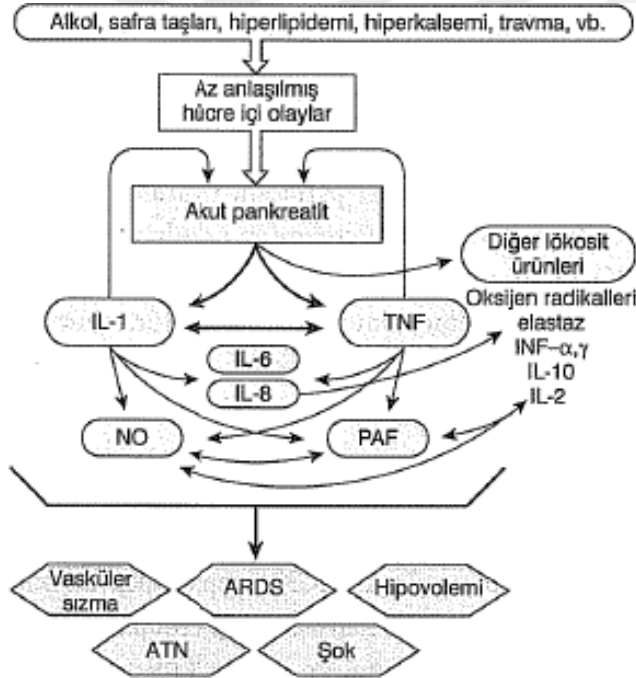 Alkol, safra taşları, hiperlipidemi, hiperkalsemi, travma, vb.
Az anlaşılmış
hücre içi olaylar
Akut pankreatit
Diğer lökosit
ürünleri
IL-1
TNF
Oksijen radikalleri
elastaz
INF-α,γ
IL-10
IL-2
IL-6
IL-8
NO
PAF
Vasküler
sızma
ARDS
Hipovolemi
ATN
Şok